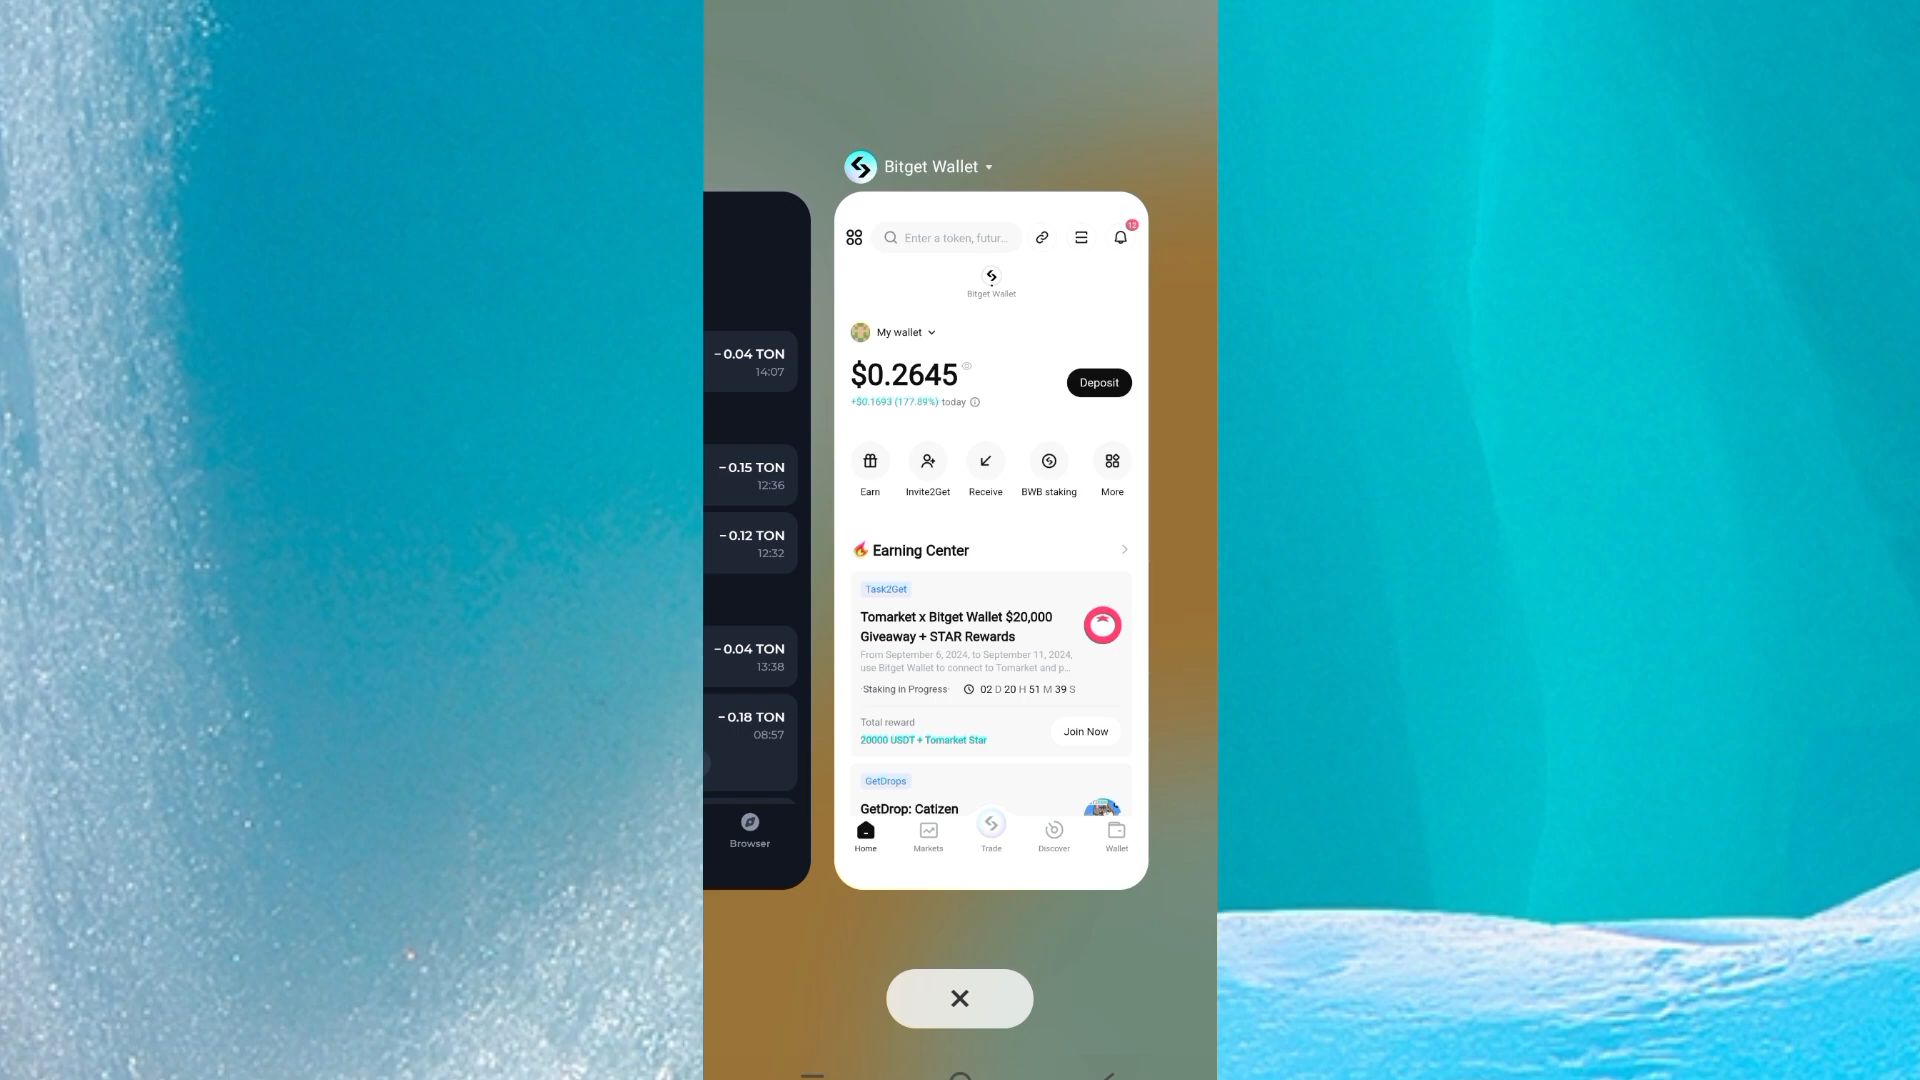 Bitget Wallet
Enter a token, futur...
12
Bitget Wallet
My wallet
$0.2645
+$0.1693 (177.89%) today
Deposit
Earn
Invite2Get
Receive
BWB staking
More
Earning Center
Task2Get
Tomarket x Bitget Wallet $20,000
Giveaway + STAR Rewards
From September 6, 2024, to September 11, 2024,
use Bitget Wallet to connect to Tomarket and p...
·Staking in Progress·
02 D 20 H 51 M 39 S
Total reward
20000 USDT + Tomarket Star
Join Now
GetDrops
GetDrop: Catizen
Home
Markets
Trade
Discover
Wallet
−0.04 TON
14:07
−0.15 TON
12:36
−0.12 TON
12:32
−0.04 TON
13:38
−0.18 TON
08:57
Browser